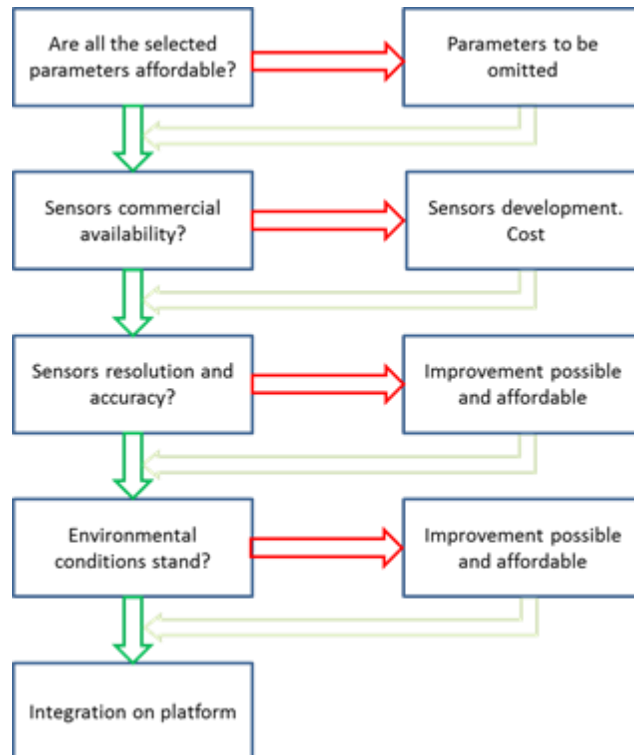 Are all the selected
parameters affordable?
Parameters to be
omitted
Sensors commercial
availability?
Sensors development.
Cost
Sensors resolution and
accuracy?
Improvement possible
and affordable
Environmental
conditions stand?
Improvement possible
and affordable
Integration on platform